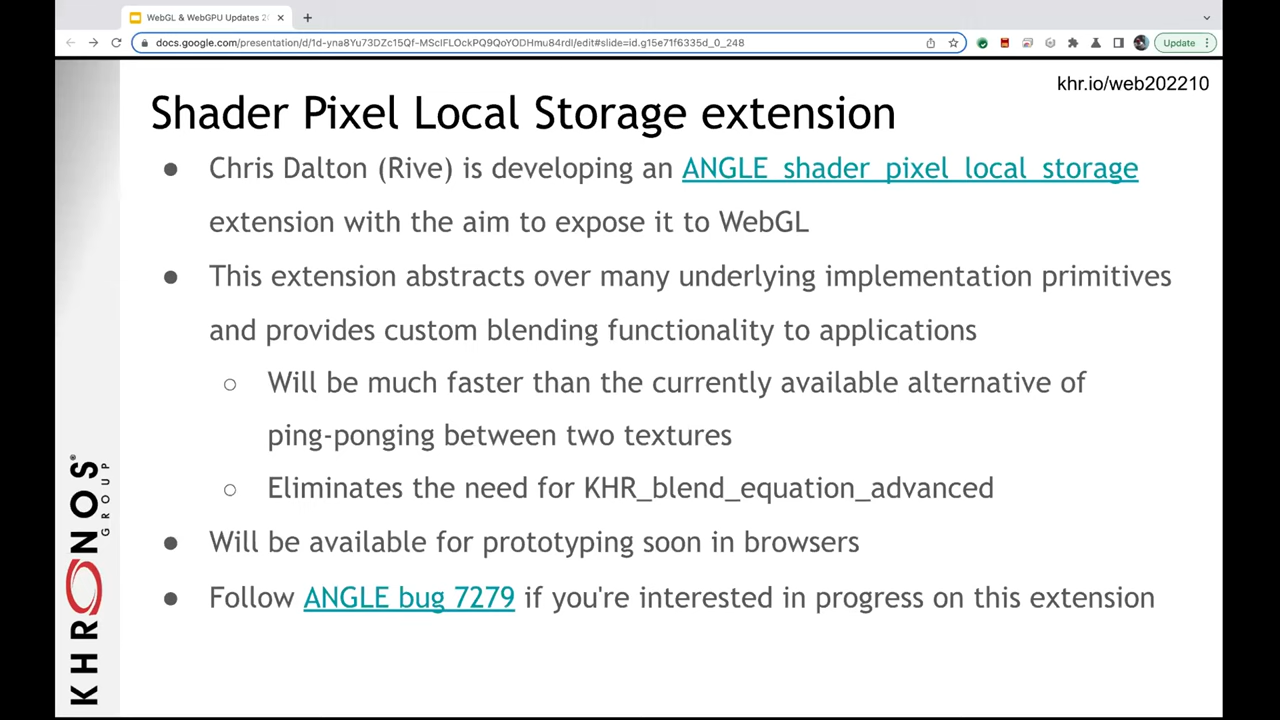 WebGL & WebGPU Updates 2
docs.google.com/presentation/d/1d-yna8Yu73DZc15Qf-MScIFLOckPQ9QoYODHmu84rdI/edit#slide=id.g15e71f6335d_0_248
Update
khr.io/web202210
Shader Pixel Local Storage extension
● Chris Dalton (Rive) is developing an ANGLE_shader_pixel_local_storage
extension with the aim to expose it to WebGL
● This extension abstracts over many underlying implementation primitives
and provides custom blending functionality to applications
○ Will be much faster than the currently available alternative of
ping-ponging between two textures
○ Eliminates the need for KHR_blend_equation_advanced
● Will be available for prototyping soon in browsers
● Follow ANGLE bug 7279 if you're interested in progress on this extension
KHRONOS
GROUP